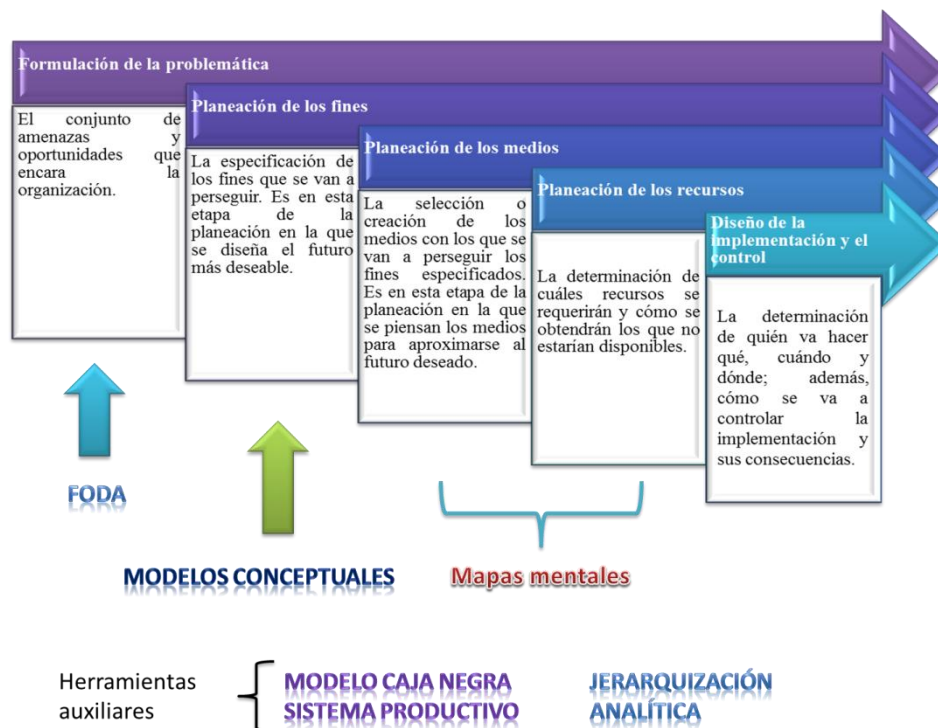 Formulación de la problemática
El conjunto de
amenazas y
oportunidades que
encara la
organización.
Planeación de los fines
La especificación de
los fines que se van a
perseguir. Es en esta
etapa de la
planeación en la que
se diseña el futuro
más deseable.
Planeación de los medios
La selección o
creación de los
medios con los que se
van a perseguir los
fines especificados.
Es en esta etapa de la
planeación en la que
se piensan los medios
para aproximarse al
futuro deseado.
Planeación de los recursos
La determinación de
cuáles recursos se
requerirán y cómo se
obtendrán los que no
estarían disponibles.
Diseño de la
implementación y el
control
La determinación
de quién va hacer
qué, cuándo y
dónde; además,
cómo se va a
controlar la
implementación y
sus consecuencias.
FODA
MODELOS CONCEPTUALES
Mapas mentales
Herramientas
auxiliares
MODELO CAJA NEGRA
SISTEMA PRODUCTIVO
JERARQUIZACIÓN
ANALÍTICA